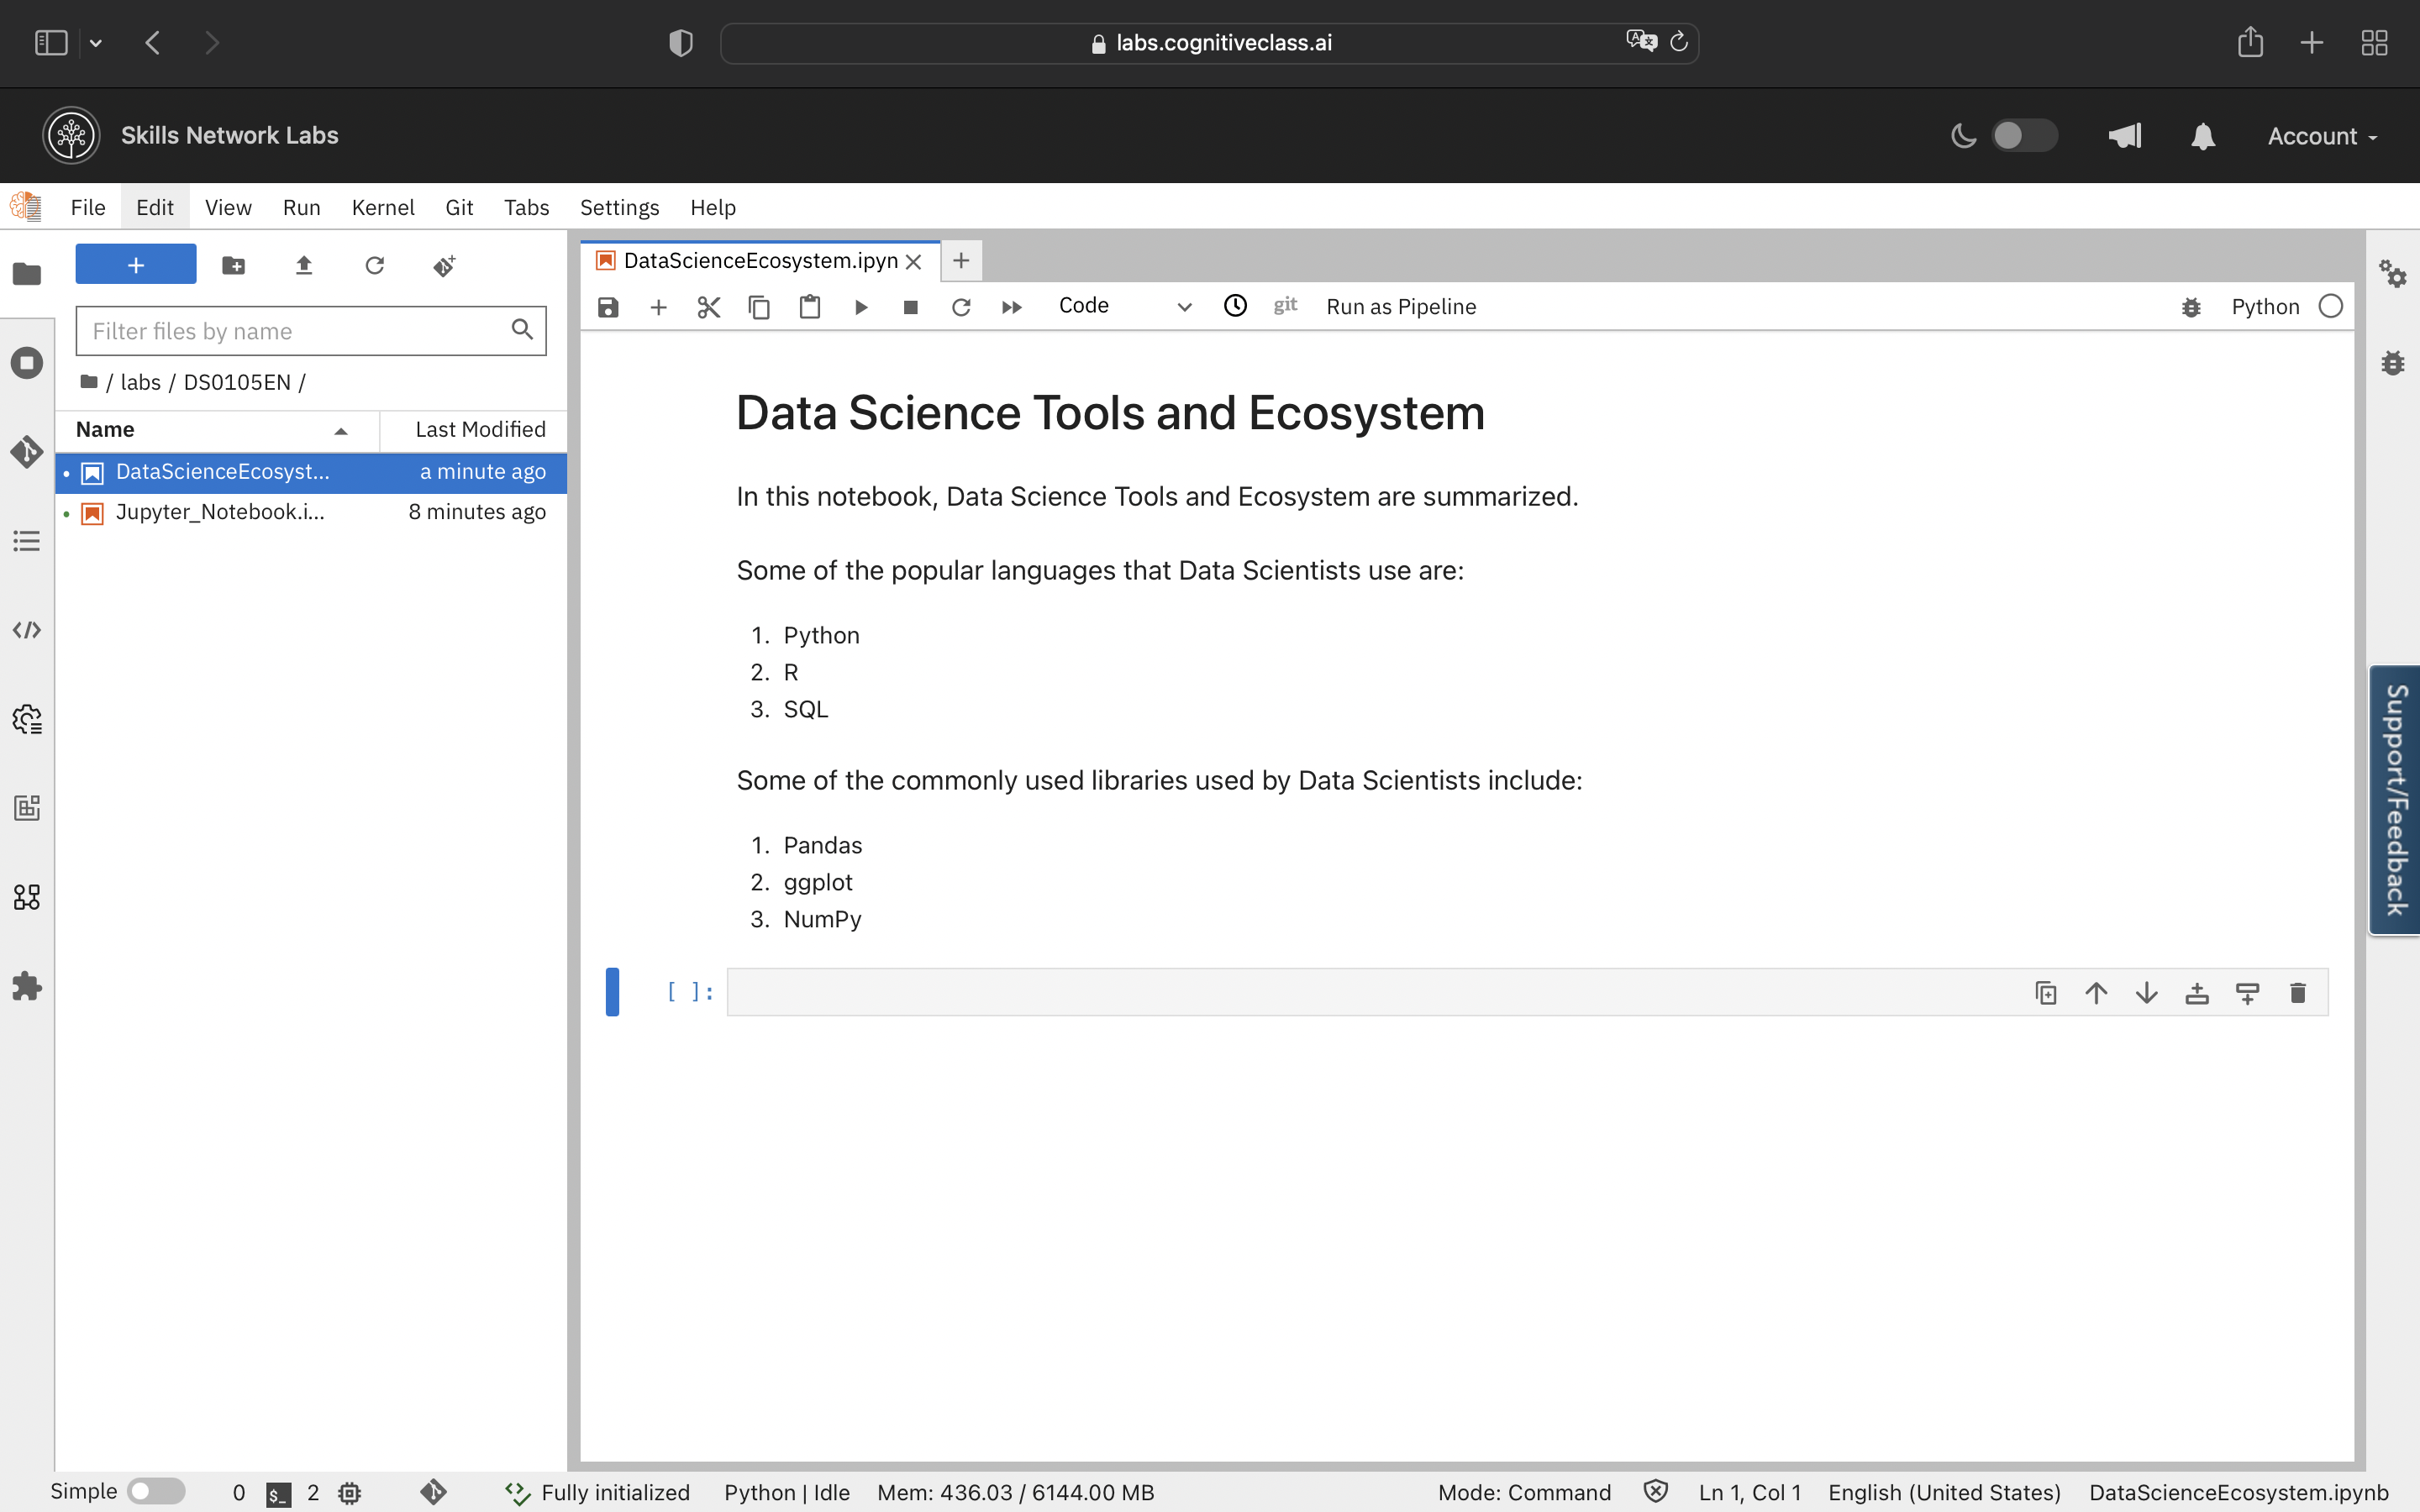 labs.cognitiveclass.ai
Skills Network Labs
Account
File Edit View Run Kernel Git Tabs Settings Help
+
Filter files by name
/ labs / DS0105EN /
Name Last Modified
DataScienceEcosyst... a minute ago
Jupyter_Notebook.i... 8 minutes ago
DataScienceEcosystem.ipyn
Code git Run as Pipeline Python
Data Science Tools and Ecosystem
In this notebook, Data Science Tools and Ecosystem are summarized.
Some of the popular languages that Data Scientists use are:
1. Python
2. R
3. SQL
Some of the commonly used libraries used by Data Scientists include:
1. Pandas
2. ggplot
3. NumPy
[ ]:
Support/Feedback
Simple 0 $_ 2 Fully initialized Python | Idle Mem: 436.03 / 6144.00 MB Mode: Command Ln 1, Col 1 English (United States) DataScienceEcosystem.ipynb